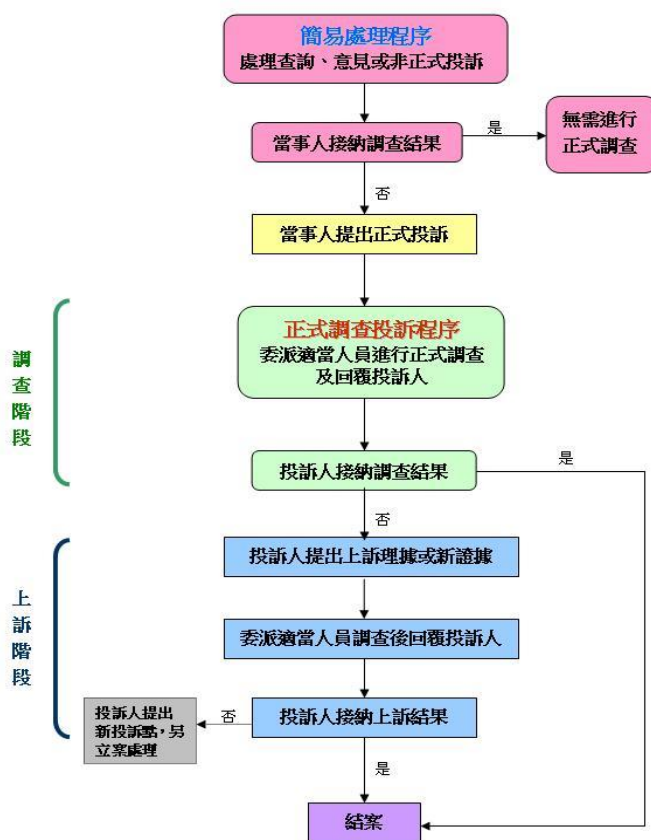 簡易處理程序
處理查詢、意見或非正式投訴
當事人接納調查結果
是
無需進行
正式調查
否
當事人提出正式投訴
調
查
階
段
正式調查投訴程序
委派適當人員進行正式調查
及回覆投訴人
投訴人接納調查結果
是
否
上
訴
階
段
投訴人提出上訴理據或新證據
委派適當人員調查後回覆投訴人
投訴人接納上訴結果
否
投訴人提出
新投訴點，另
立案處理
是
結案